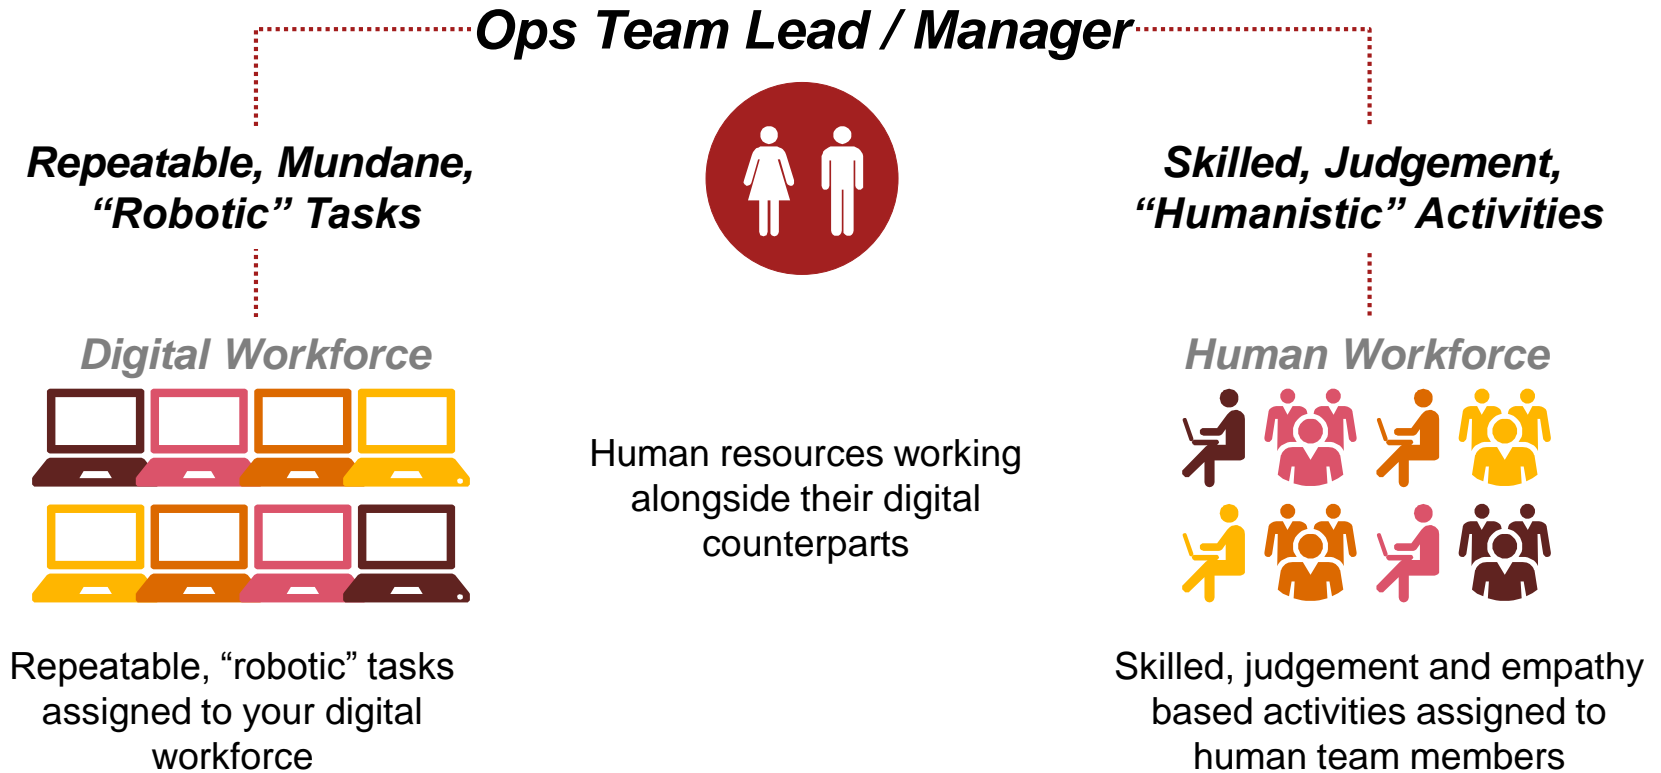 Ops Team Lead / Manager
Repeatable, Mundane,
“Robotic” Tasks
Skilled, Judgement,
“Humanistic” Activities
Digital Workforce
Human Workforce
Human resources working
alongside their digital
counterparts
Repeatable, “robotic” tasks
assigned to your digital
workforce
Skilled, judgement and empathy
based activities assigned to
human team members